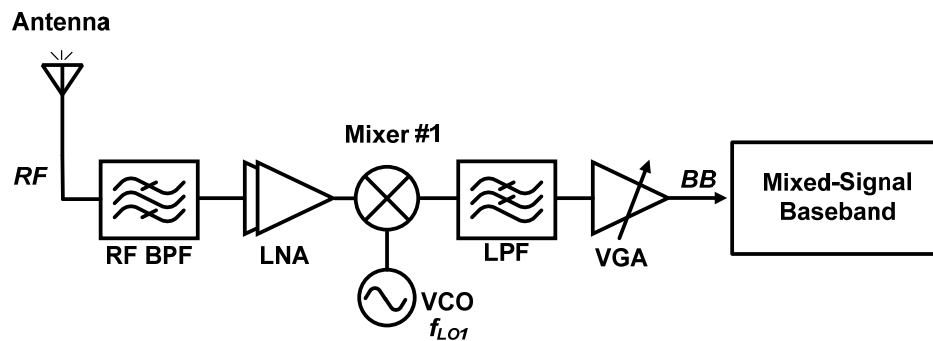 Antenna
Mixer #1
RF
BB
Mixed-Signal
Baseband
RF BPF
LNA
LPF
VGA
VCO
fLO1